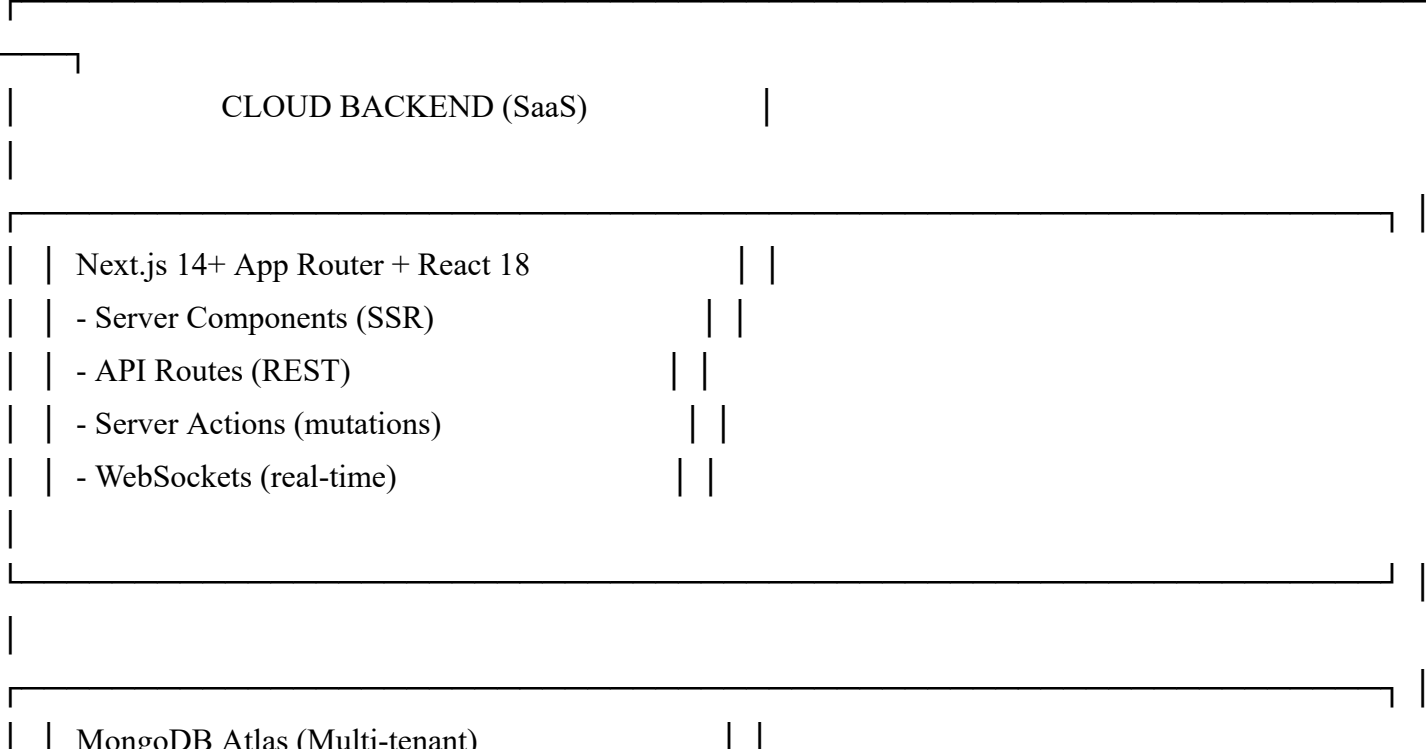 CLOUD BACKEND (SaaS)
Next.js 14+ App Router + React 18
- Server Components (SSR)
- API Routes (REST)
- Server Actions (mutations)
- WebSockets (real-time)
MongoDB Atlas (Multi-tenant)